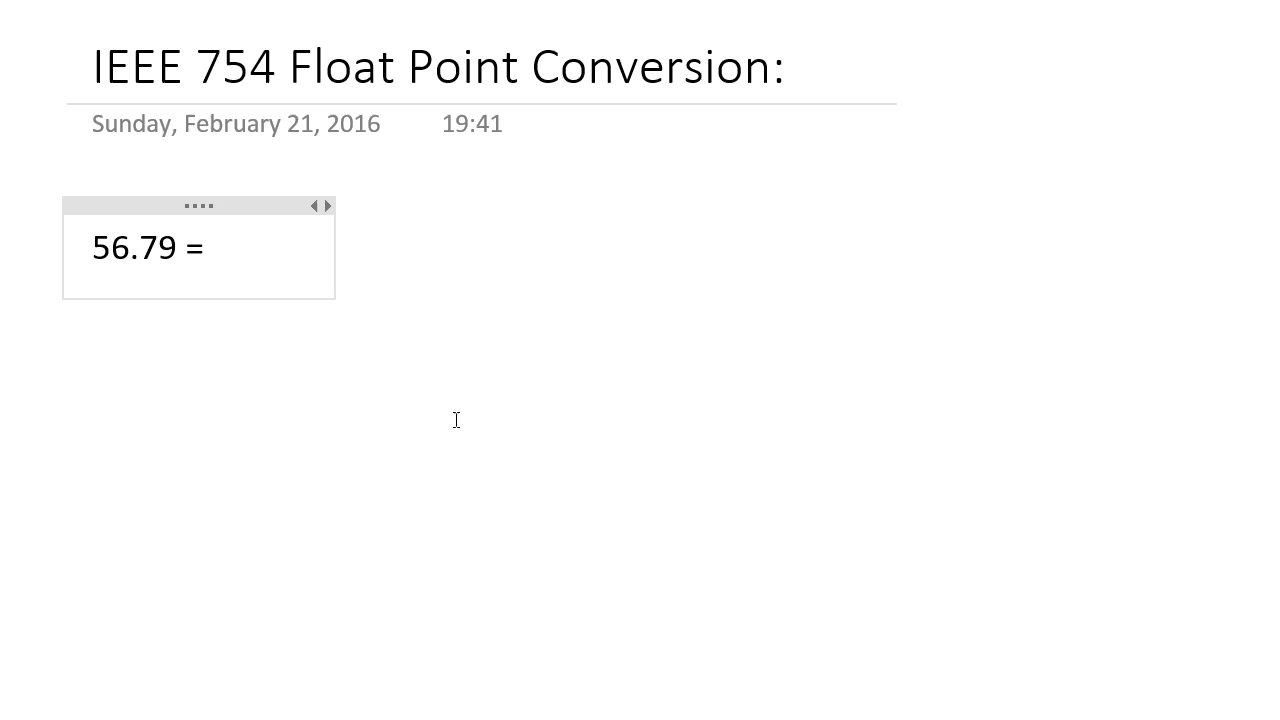 IEEE 754 Float Point Conversion:
Sunday, February 21, 2016 19:41
56.79 =